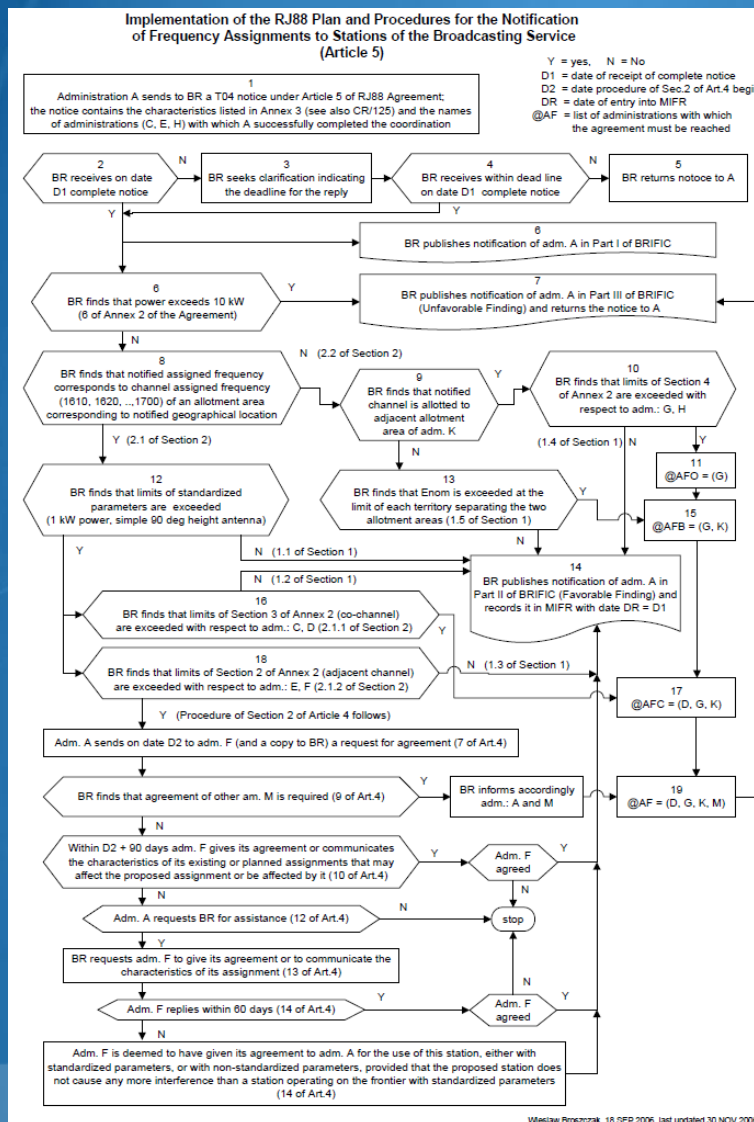 Implementation of the RJ88 Plan and Procedures for the Notification
of Frequency Assignments to Stations of the Broadcasting Service
(Article 5)
Y = yes, N = No
D1 = date of receipt of complete notice
D2 = date procedure of Sec.2 of Art.4 begi
DR = date of entry into MIFR
@AF = list of administrations with which
the agreement must be reached
1
Administration A sends to BR a T04 notice under Article 5 of RJ88 Agreement;
the notice contains the characteristics listed in Annex 3 (see also CR/125) and the names
of administrations (C, E, H) with which A successfully completed the coordination
2
BR receives on date
D1 complete notice
N
3
BR seeks clarification indicating
the deadline for the reply
4
BR receives within dead line
on date D1 complete notice
N
5
BR returns notoce to A
Y
Y
6
BR publishes notification of adm. A in Part I of BRIFIC
6
BR finds that power exceeds 10 kW
(6 of Annex 2 of the Agreement)
Y
7
BR publishes notification of adm. A in Part III of BRIFIC
(Unfavorable Finding) and returns the notice to A
N
8
BR finds that notified assigned frequency
corresponds to channel assigned frequency
(1610, 1620, ..,1700) of an allotment area
corresponding to notified geographical location
N (2.2 of Section 2)
9
BR finds that notified
channel is allotted to
adjacent allotment
area of adm. K
Y
10
BR finds that limits of Section 4
of Annex 2 are exceeded with
respect to adm.: G, H
Y (2.1 of Section 2)
N
(1.4 of Section 1) N
Y
11
@AFO = (G)
12
BR finds that limits of standardized
parameters are exceeded
(1 kW power, simple 90 deg height antenna)
13
BR finds that Enom is exceeded at the
limit of each territory separating the two
allotment areas (1.5 of Section 1)
Y
15
@AFB = (G, K)
Y
N (1.1 of Section 1)
N
N (1.2 of Section 1)
14
BR publishes notification of adm. A in
Part II of BRIFIC (Favorable Finding) and
records it in MIFR with date DR = D1
16
BR finds that limits of Section 3 of Annex 2 (co-channel)
are exceeded with respect to adm.: C, D (2.1.1 of Section 2)
Y
18
BR finds that limits of Section 2 of Annex 2 (adjacent channel)
are exceeded with respect to adm.: E, F (2.1.2 of Section 2)
N (1.3 of Section 1)
17
@AFC = (D, G, K)
Y (Procedure of Section 2 of Article 4 follows)
Adm. A sends on date D2 to adm. F (and a copy to BR) a request for agreement (7 of Art.4)
BR finds that agreement of other am. M is required (9 of Art.4)
Y
BR informs accordingly
adm.: A and M
19
@AF = (D, G, K, M)
N
Within D2 + 90 days adm. F gives its agreement or communicates
the characteristics of its existing or planned assignments that may
affect the proposed assignment or be affected by it (10 of Art.4)
Y
Adm. F
agreed
Y
N
N
Adm. A requests BR for assistance (12 of Art.4)
N
stop
Y
BR requests adm. F to give its agreement or to communicate the
characteristics of its assignment (13 of Art.4)
N
Adm. F replies within 60 days (14 of Art.4)
Y
Adm. F
agreed
Y
N
Adm. F is deemed to have given its agreement to adm. A for the use of this station, either with
standardized parameters, or with non-standardized parameters, provided that the proposed station does
not cause any more interference than a station operating on the frontier with standardized parameters
(14 of Art.4)
Wieslaw Broszczak, 18 SEP 2006, last updated 30 NOV 200